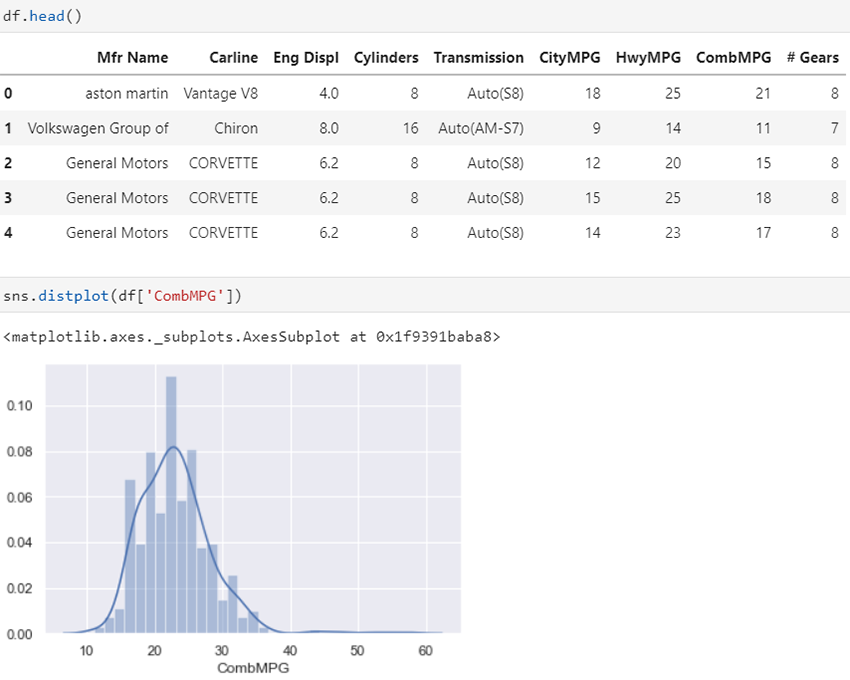 df.head()
Mfr Name Carline Eng Displ Cylinders Transmission CityMPG HwyMPG CombMPG # Gears
0 aston martin Vantage V8 4.0 8 Auto(S8) 18 25 21 8
1 Volkswagen Group of Chiron 8.0 16 Auto(AM-S7) 9 14 11 7
2 General Motors CORVETTE 6.2 8 Auto(S8) 12 20 15 8
3 General Motors CORVETTE 6.2 8 Auto(S8) 15 25 18 8
4 General Motors CORVETTE 6.2 8 Auto(S8) 14 23 17 8
sns.distplot(df['CombMPG'])
<matplotlib.axes._subplots.AxesSubplot at 0x1f9391baba8>
0.10
0.08
0.06
0.04
0.02
0.00
10 20 30 40 50 60
CombMPG